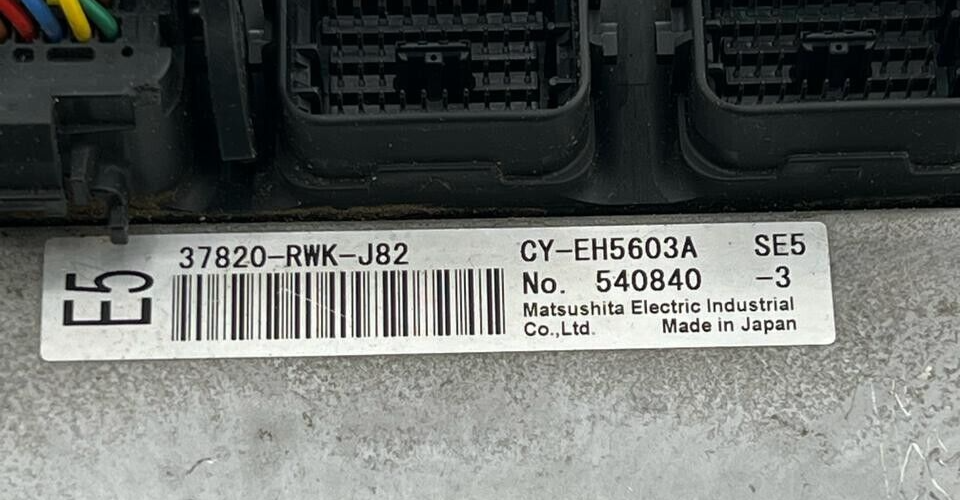 E5
37820-RWK-J82
CY-EH5603A SE5
No. 540840 -3
Matsushita Electric Industrial
Co.,Ltd. Made in Japan